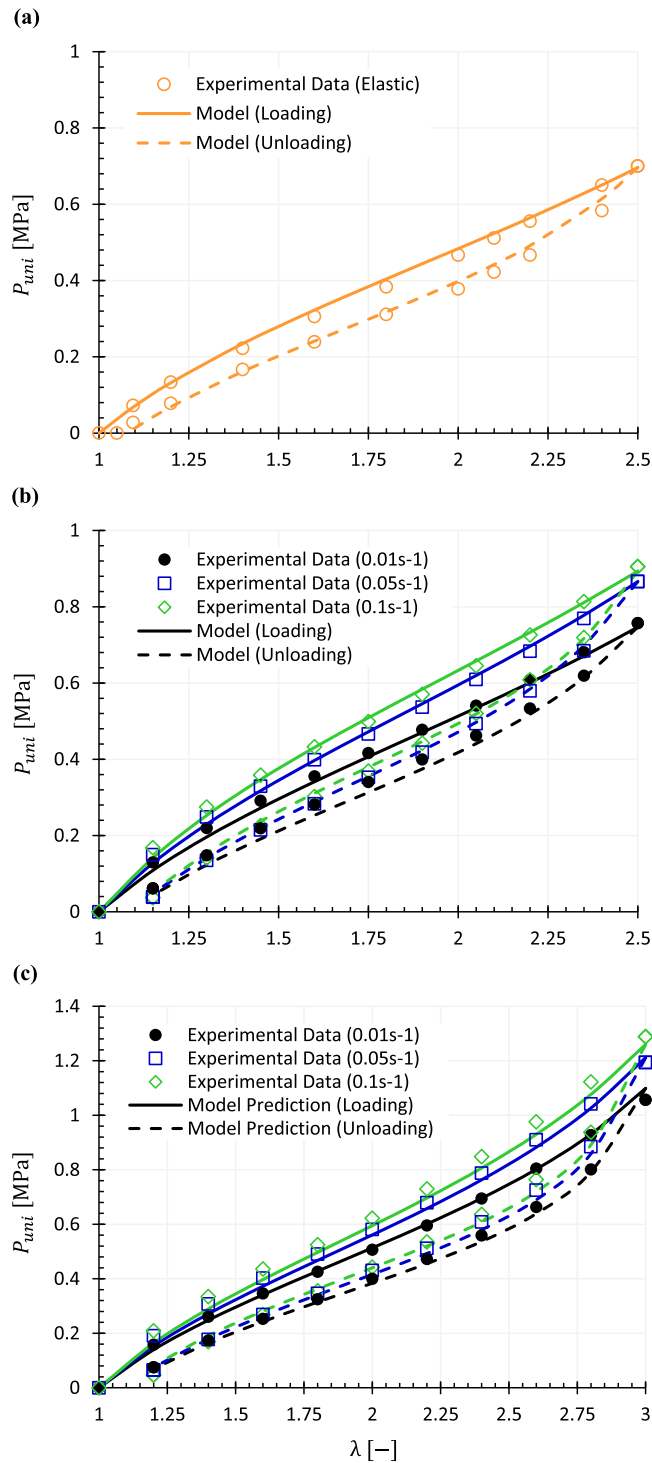 (a)
1
0.8
0.6
0.4
0.2
0
P_uni [MPa]
Experimental Data (Elastic)
Model (Loading)
Model (Unloading)
1 1.25 1.5 1.75 2 2.25 2.5
(b)
1
0.8
0.6
0.4
0.2
0
P_uni [MPa]
Experimental Data (0.01s-1)
Experimental Data (0.05s-1)
Experimental Data (0.1s-1)
Model (Loading)
Model (Unloading)
1 1.25 1.5 1.75 2 2.25 2.5
(c)
1.4
1.2
1
0.8
0.6
0.4
0.2
0
P_uni [MPa]
Experimental Data (0.01s-1)
Experimental Data (0.05s-1)
Experimental Data (0.1s-1)
Model Prediction (Loading)
Model Prediction (Unloading)
1 1.25 1.5 1.75 2 2.25 2.5 2.75 3
λ [−]